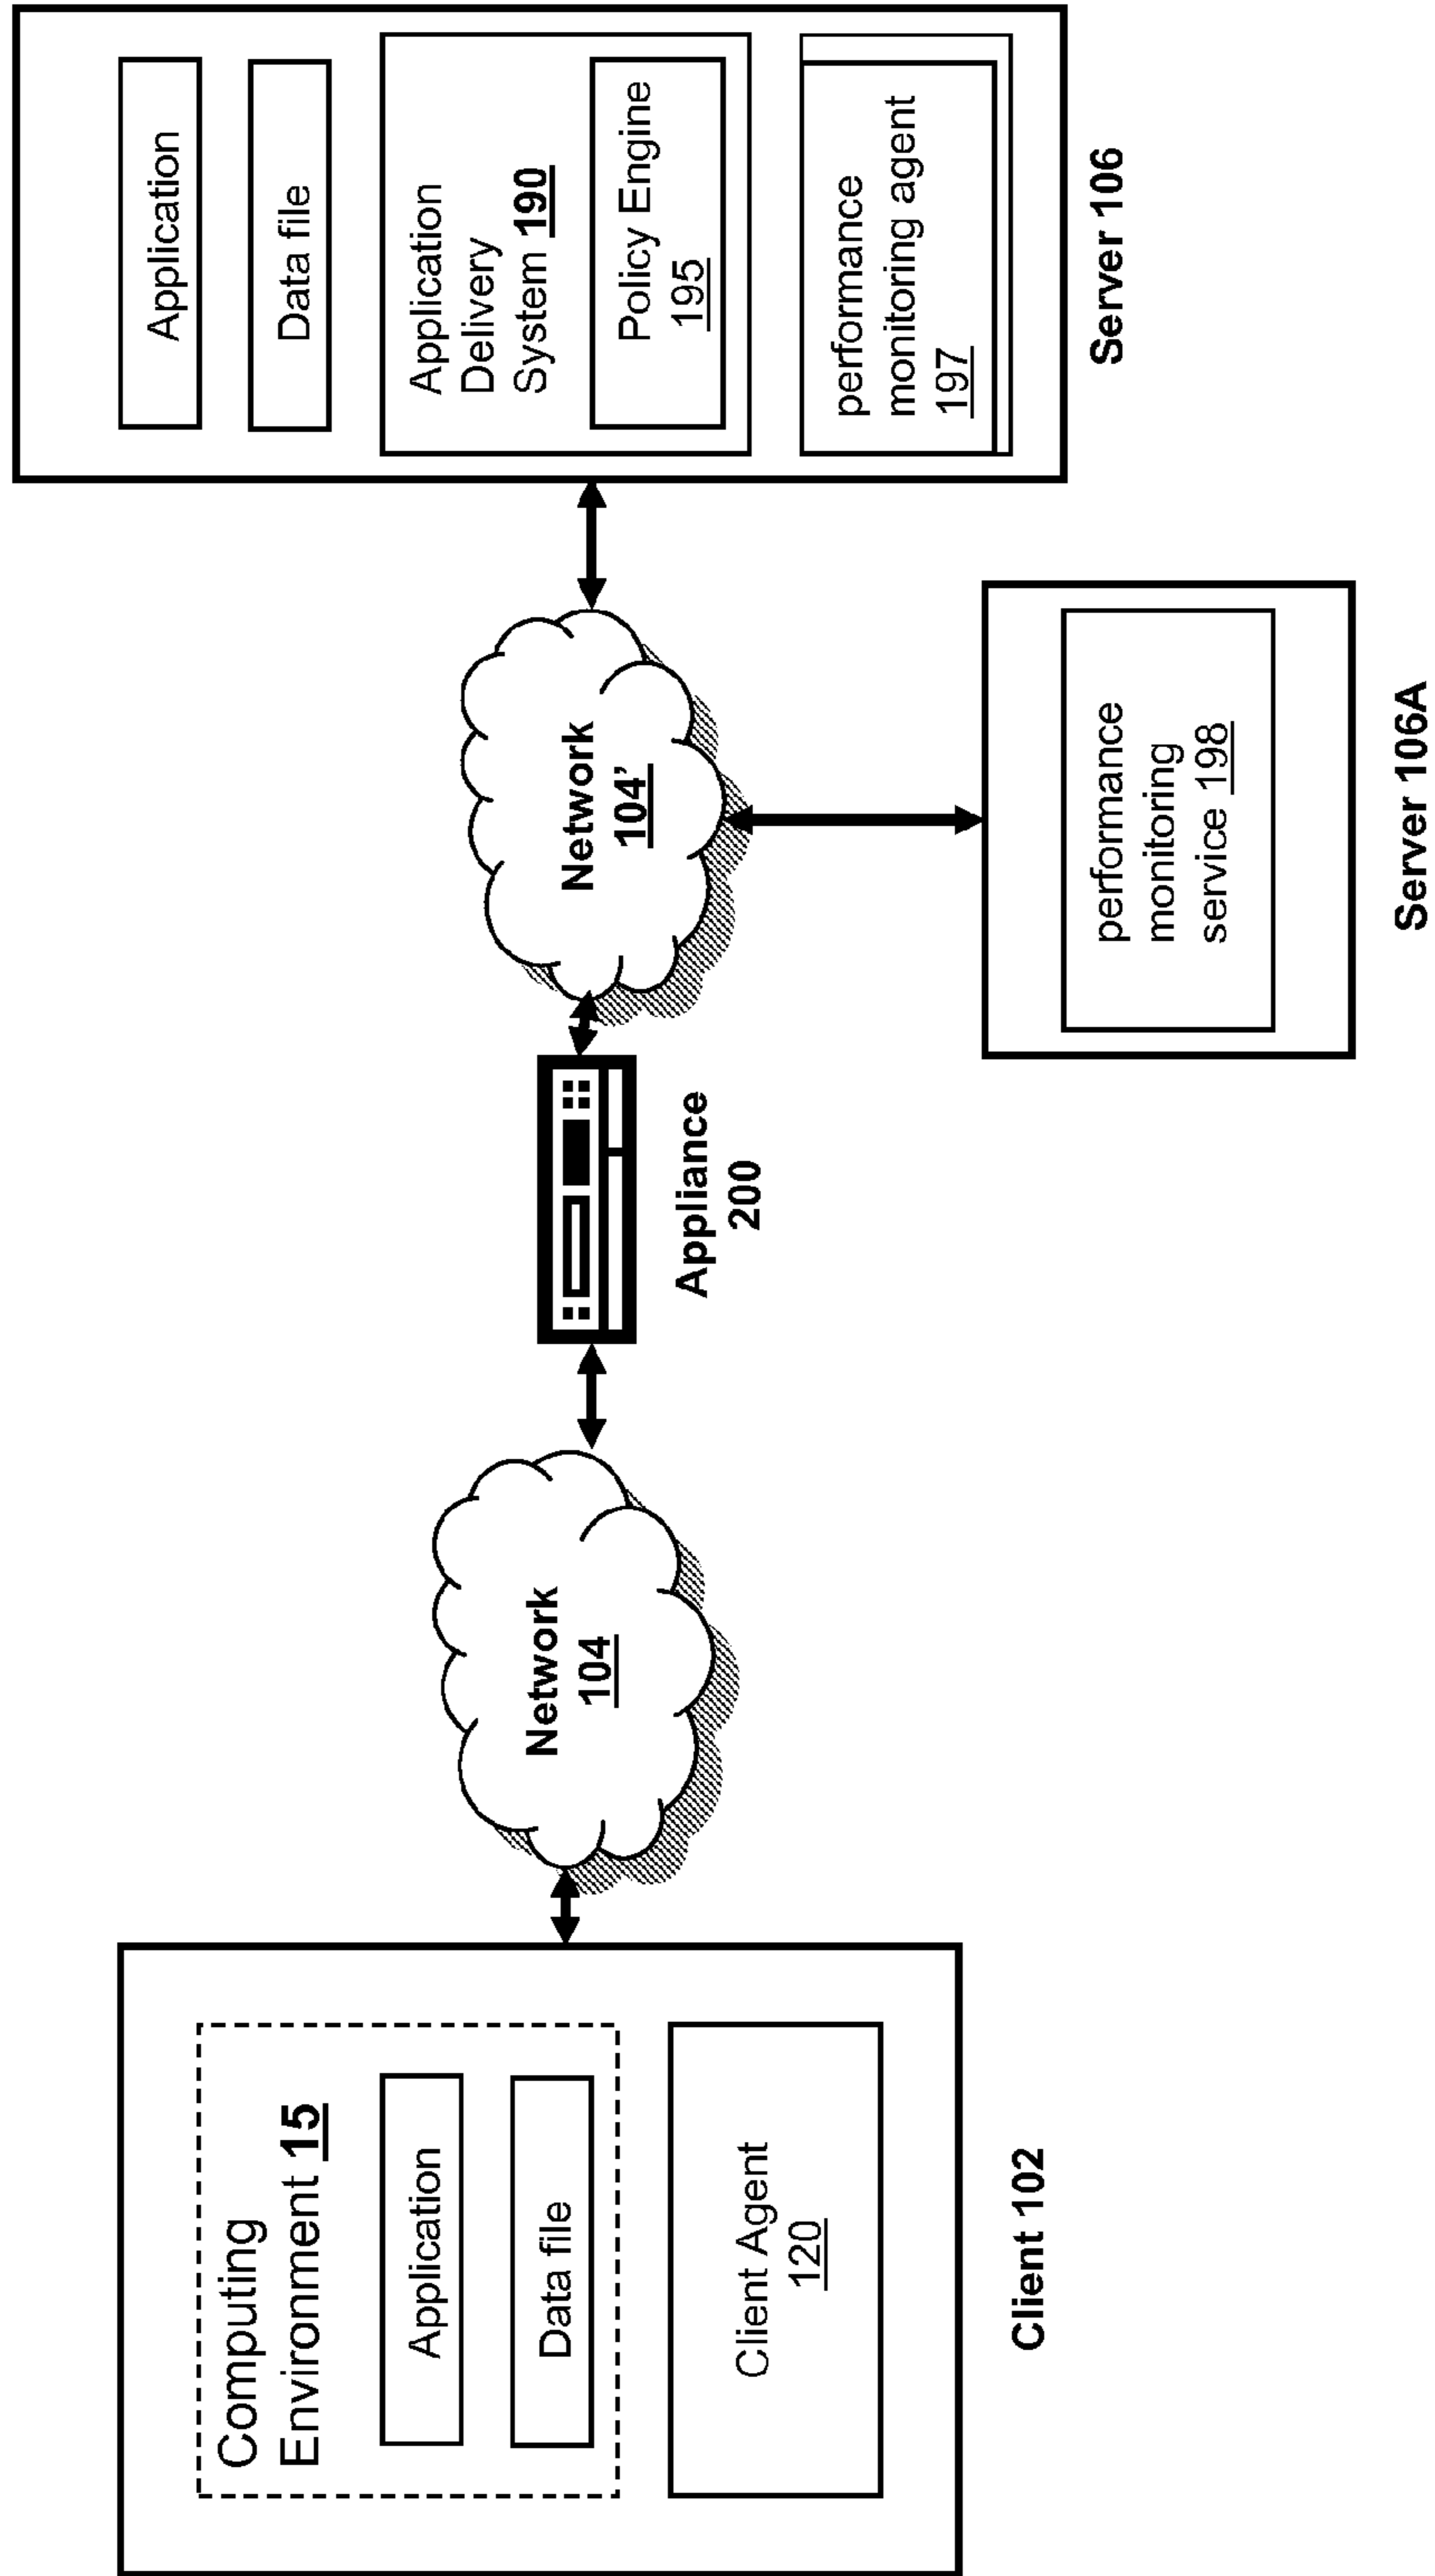 Computing
Environment 15
Application
Data file
Client Agent
120
Client 102
Network
104
Appliance
200
Network
104’
performance
monitoring
service 198
Server 106A
Application
Data file
Application
Delivery
System 190
Policy Engine
195
performance
monitoring agent
197
Server 106